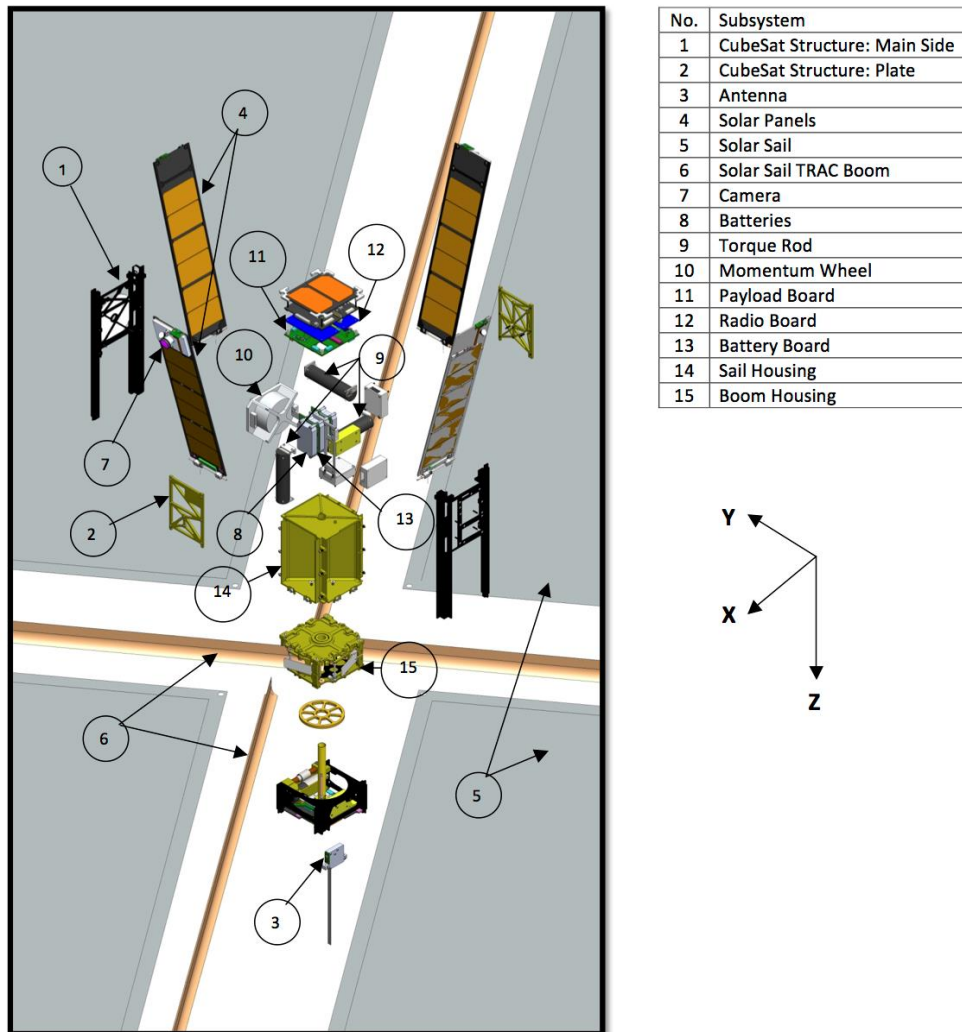 No. Subsystem
1 CubeSat Structure: Main Side
2 CubeSat Structure: Plate
3 Antenna
4 Solar Panels
5 Solar Sail
6 Solar Sail TRAC Boom
7 Camera
8 Batteries
9 Torque Rod
10 Momentum Wheel
11 Payload Board
12 Radio Board
13 Battery Board
14 Sail Housing
15 Boom Housing
4
1
12
11
9
10
7
2
8
13
14
15
6
5
3
Y
X
Z